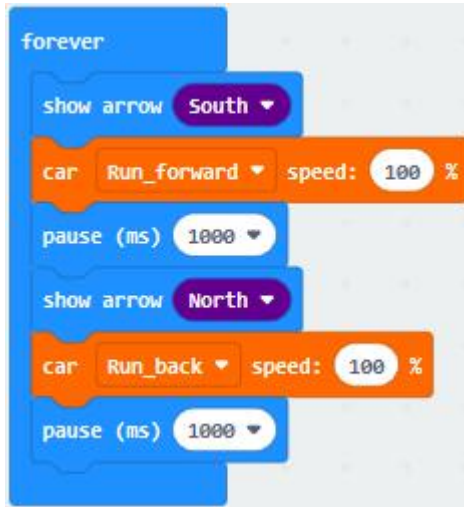 forever
show arrow South
car Run_forward speed: 100 %
pause (ms) 1000
show arrow North
car Run_back speed: 100 %
pause (ms) 1000